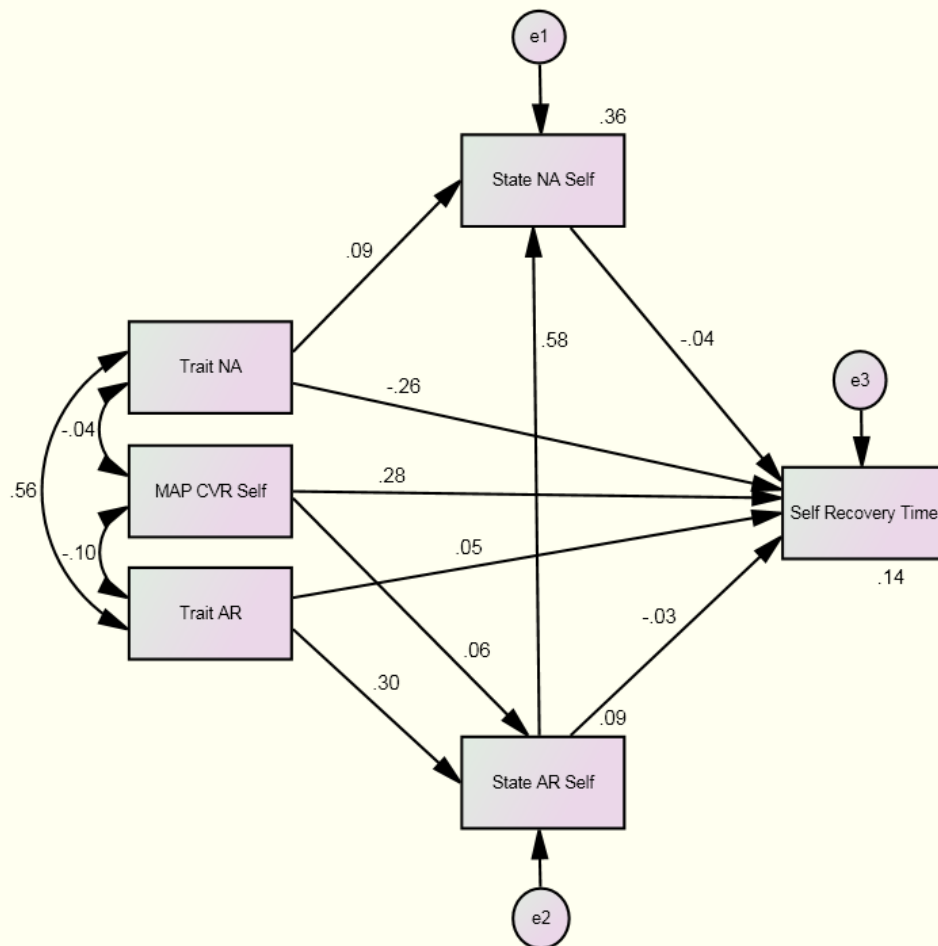 e1
.36
State NA Self
.09
Trait NA
.58
-.04
-.26
e3
-.04
MAP CVR Self
.28
.56
Self Recovery Time
-.10
.05
.14
Trait AR
-.03
.06
.30
.09
State AR Self
e2